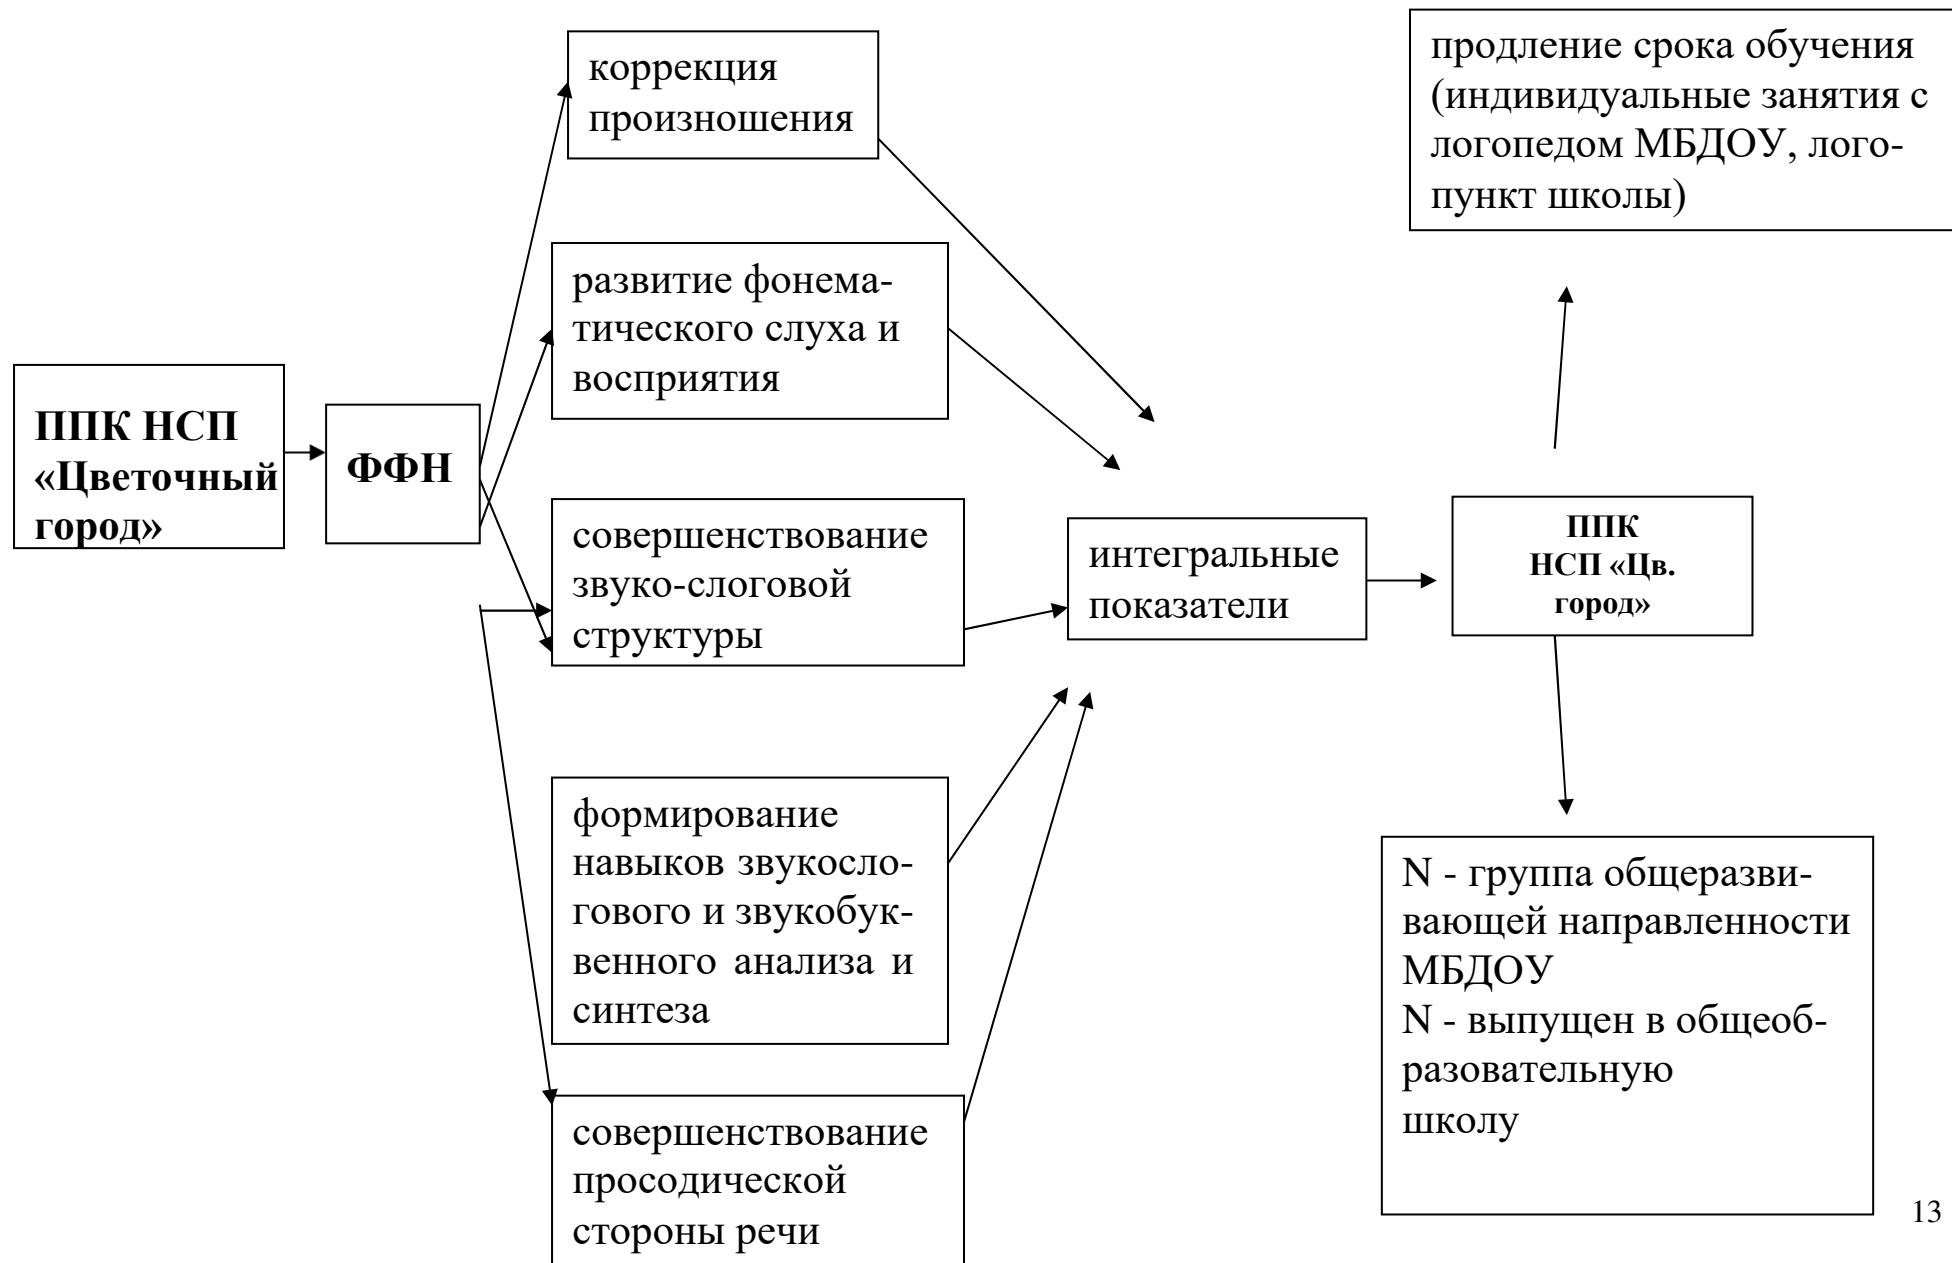 ППК НСП
«Цветочный
город»
ФФН
коррекция
произношения
развитие фонема-
тического слуха и
восприятия
совершенствование
звуко-слоговой
структуры
формирование
навыков звукосло-
гового и звукобук-
венного анализа и
синтеза
совершенствование
просодической
стороны речи
интегральные
показатели
ППК
НСП «Цв.
город»
продление срока обучения
(индивидуальные занятия с
логопедом МБДОУ, лого-
пункт школы)
N - группа общеразви-
вающей направленности
МБДОУ
N - выпущен в общеоб-
разовательную
школу
13